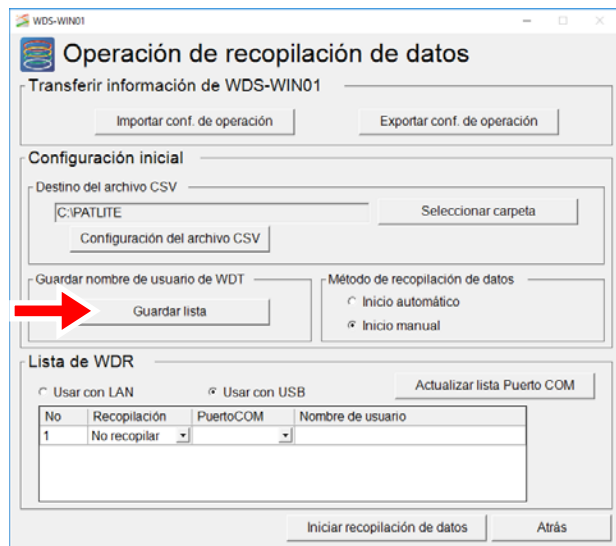 WDS-WIN01
Operación de recopilación de datos
Transferir información de WDS-WIN01
Importar conf. de operación
Exportar conf. de operación
Configuración inicial
Destino del archivo CSV
C:\PATLITE
Seleccionar carpeta
Configuración del archivo CSV
Guardar nombre de usuario de WDT
Guardar lista
Método de recopilación de datos
Inicio automático
Inicio manual
Lista de WDR
Usar con LAN
Usar con USB
Actualizar lista Puerto COM
No Recopilación PuertoCOM Nombre de usuario
1 No recopilar
Iniciar recopilación de datos
Atrás